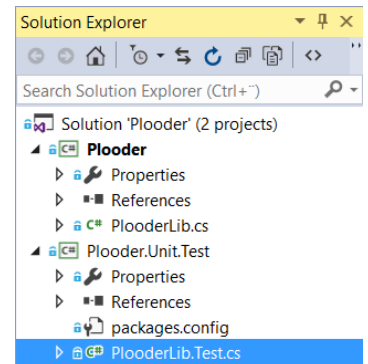 Solution Explorer
Search Solution Explorer (Ctrl+¨)
Solution 'Plooder' (2 projects)
C# Plooder
Properties
References
C# PlooderLib.cs
C# Plooder.Unit.Test
Properties
References
packages.config
C# PlooderLib.Test.cs